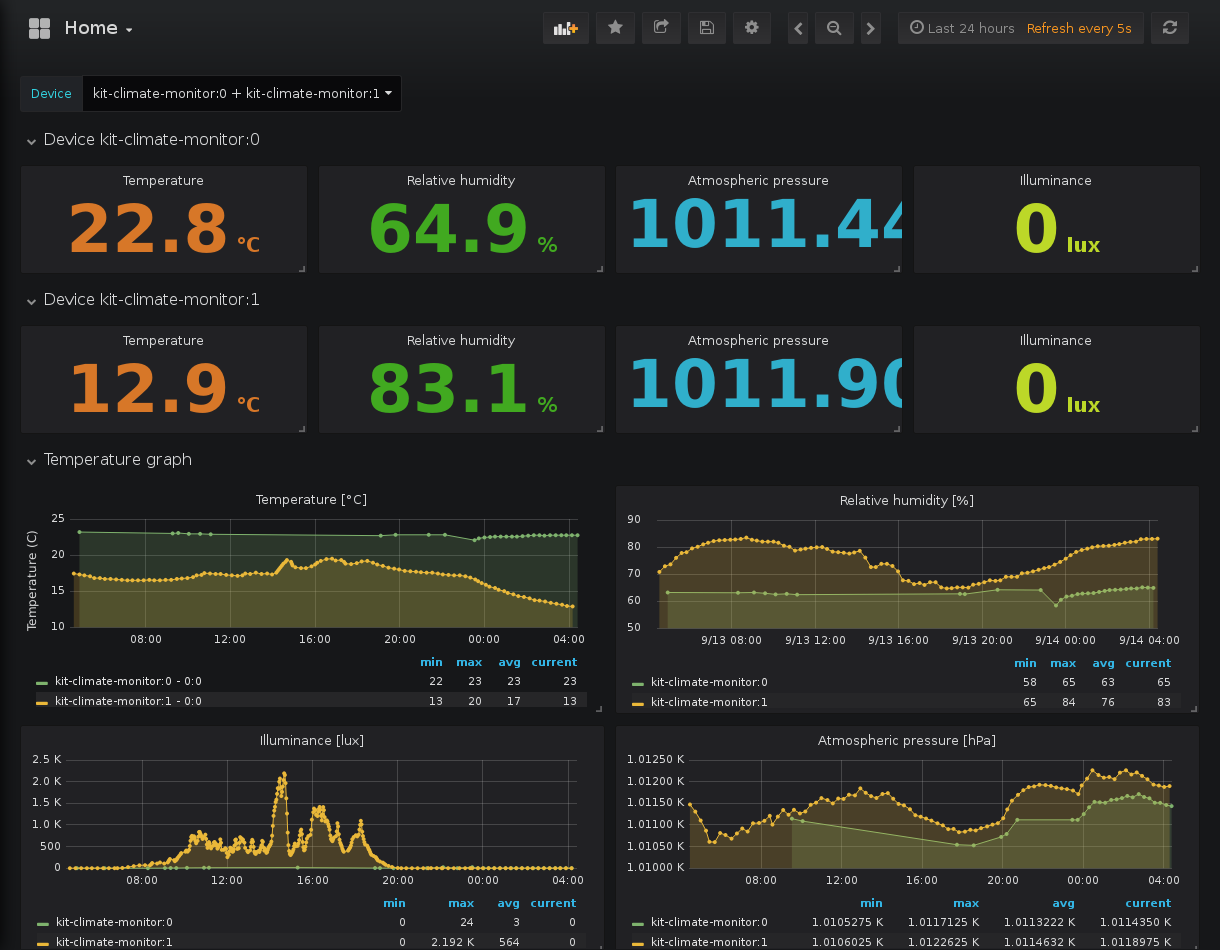 Home
Last 24 hours Refresh every 5s
Device kit-climate-monitor:0 + kit-climate-monitor:1
Device kit-climate-monitor:0
Temperature Relative humidity Atmospheric pressure Illuminance
22.8 °C 64.9 % 1011.44 0 lux
Device kit-climate-monitor:1
Temperature Relative humidity Atmospheric pressure Illuminance
12.9 °C 83.1 % 1011.90 0 lux
Temperature graph
Temperature [°C]
Temperature (C)
25
20
15
10
08:00 12:00 16:00 20:00 00:00 04:00
min max avg current
kit-climate-monitor:0 - 0:0 22 23 23 23
kit-climate-monitor:1 - 0:0 13 20 17 13
Relative humidity [%]
90
80
70
60
50
9/13 08:00 9/13 12:00 9/13 16:00 9/13 20:00 9/14 00:00 9/14 04:00
min max avg current
kit-climate-monitor:0 58 65 63 65
kit-climate-monitor:1 65 84 76 83
Illuminance [lux]
2.5 K
2.0 K
1.5 K
1.0 K
500
0
08:00 12:00 16:00 20:00 00:00 04:00
min max avg current
kit-climate-monitor:0 0 24 3 0
kit-climate-monitor:1 0 2.192 K 564 0
Atmospheric pressure [hPa]
1.01250 K
1.01200 K
1.01150 K
1.01100 K
1.01050 K
1.01000 K
08:00 12:00 16:00 20:00 00:00 04:00
min max avg current
kit-climate-monitor:0 1.0105275 K 1.0117125 K 1.0113222 K 1.0114350 K
kit-climate-monitor:1 1.0106025 K 1.0122625 K 1.0114632 K 1.0118975 K